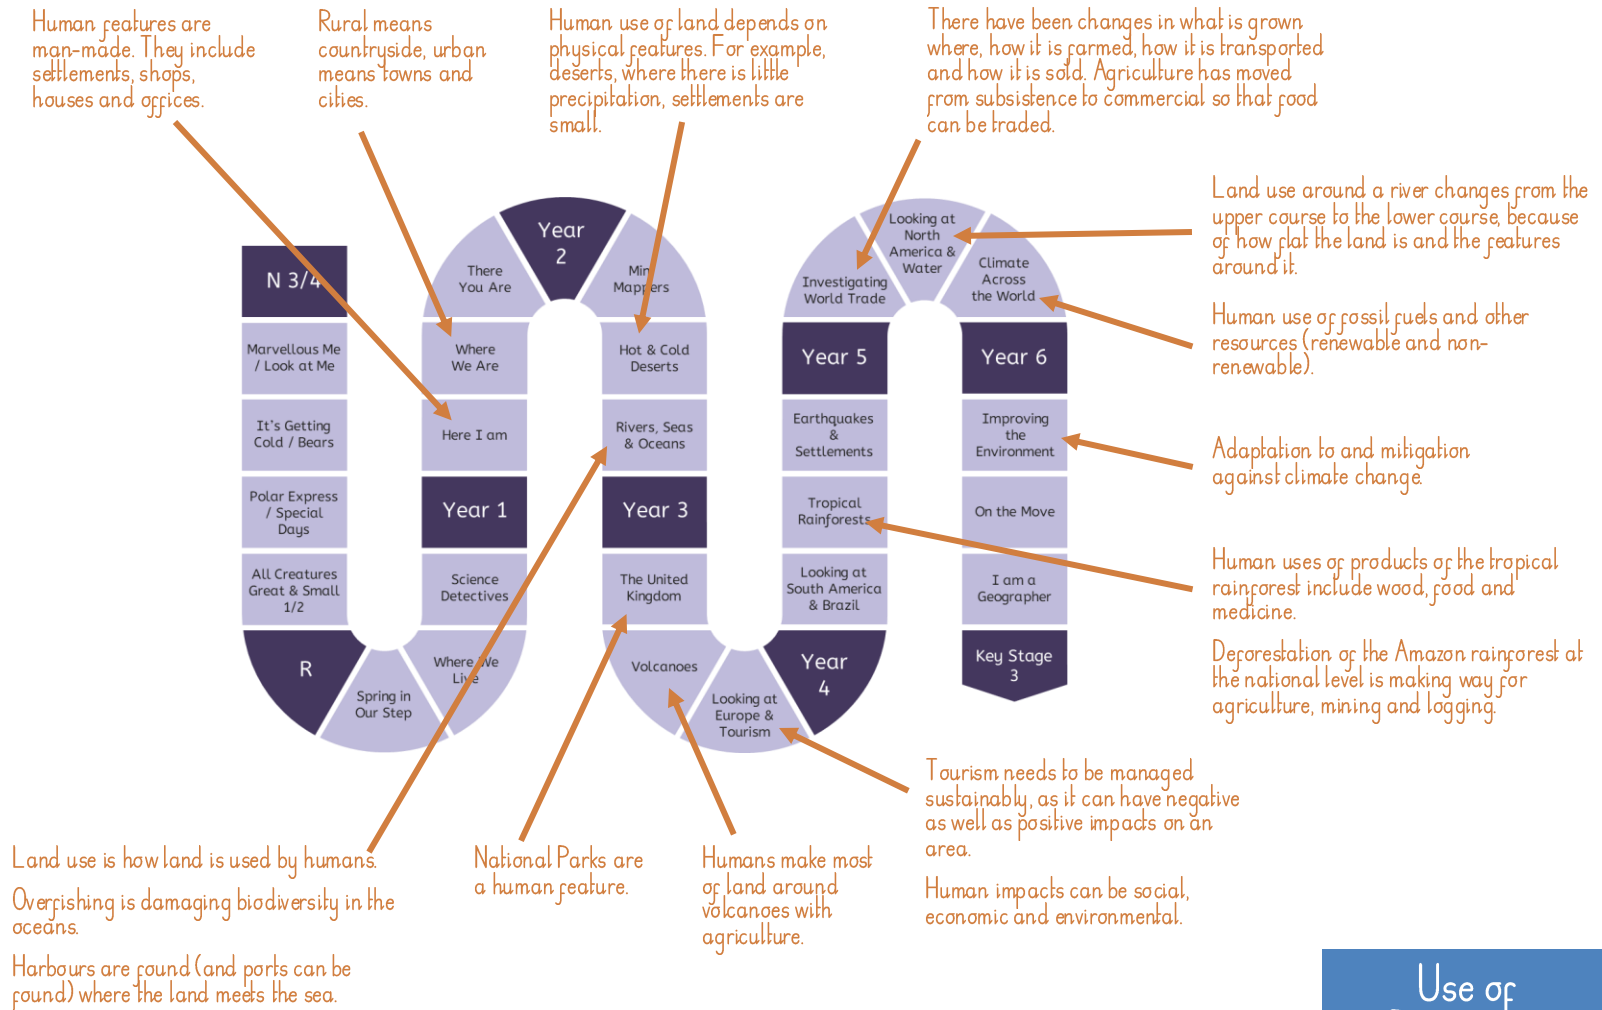 Human features are
man-made. They include
settlements, shops,
houses and offices.
Rural means
countryside, urban
means towns and
cities.
Human use of land depends on
physical features. For example,
deserts, where there is little
precipitation, settlements are
small.
There have been changes in what is grown
where, how it is farmed, how it is transported
and how it is sold. Agriculture has moved
from subsistence to commercial so that food
can be traded.
Land use around a river changes from the
upper course to the lower course, because
of how flat the land is and the features
around it.
Human use of fossil fuels and other
resources (renewable and non-
renewable).
Adaptation to and mitigation
against climate change.
Human uses of products of the tropical
rainforest include wood, food and
medicine.
Deforestation of the Amazon rainforest at
the national level is making way for
agriculture, mining and logging.
N 3/4
Marvellous Me
/ Look at Me
It's Getting
Cold / Bears
Polar Express
/ Special
Days
All Creatures
Great & Small
1/2
R
Spring in
Our Step
Where We
Live
Science
Detectives
Year 1
Here I am
Where
We Are
There
You Are
Year
2
Mini
Mappers
Hot & Cold
Deserts
Rivers, Seas
& Oceans
Year 3
The United
Kingdom
Volcanoes
Looking at
Europe &
Tourism
Year
4
Looking at
South America
& Brazil
Tropical
Rainforests
Earthquakes
&
Settlements
Year 5
Investigating
World Trade
Looking at
North
America &
Water
Climate
Across
the World
Year 6
Improving
the
Environment
On the Move
I am a
Geographer
Key Stage
3
Land use is how land is used by humans.
Overfishing is damaging biodiversity in the
oceans.
Harbours are found (and ports can be
found) where the land meets the sea.
National Parks are
a human feature.
Humans make most
of land around
volcanoes with
agriculture.
Tourism needs to be managed
sustainably, as it can have negative
as well as positive impacts on an
area.
Human impacts can be social,
economic and environmental.
Use of